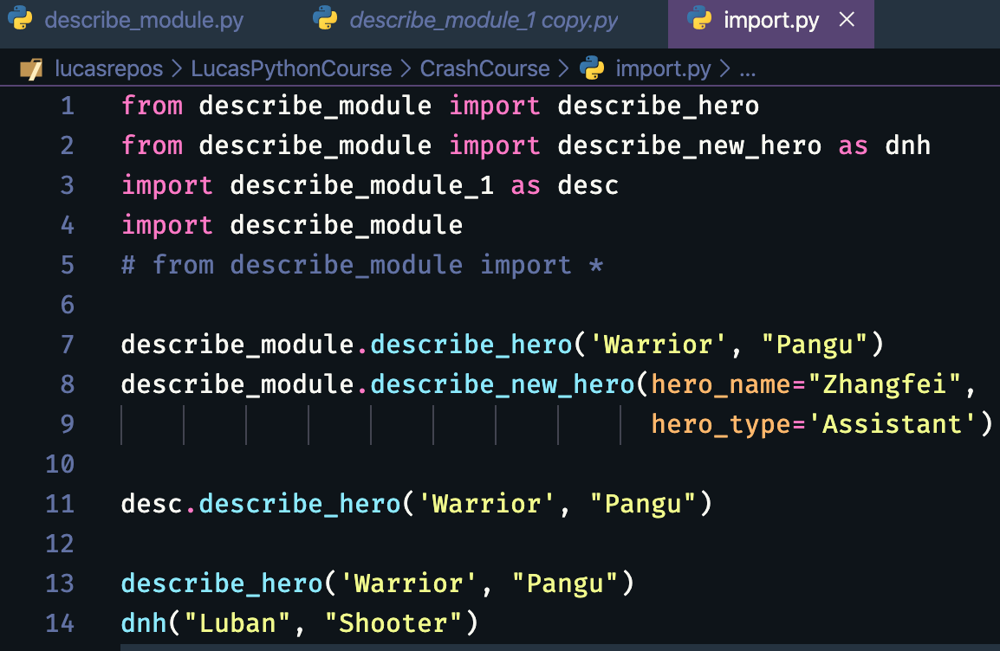 describe_module.py describe_module_1 copy.py import.py ×
lucasrepos > LucasPythonCourse > CrashCourse > import.py > ...
1 from describe_module import describe_hero
2 from describe_module import describe_new_hero as dnh
3 import describe_module_1 as desc
4 import describe_module
5 # from describe_module import *
6
7 describe_module.describe_hero('Warrior', "Pangu")
8 describe_module.describe_new_hero(hero_name="Zhangfei",
9 hero_type='Assistant')
10
11 desc.describe_hero('Warrior', "Pangu")
12
13 describe_hero('Warrior', "Pangu")
14 dnh("Luban", "Shooter")